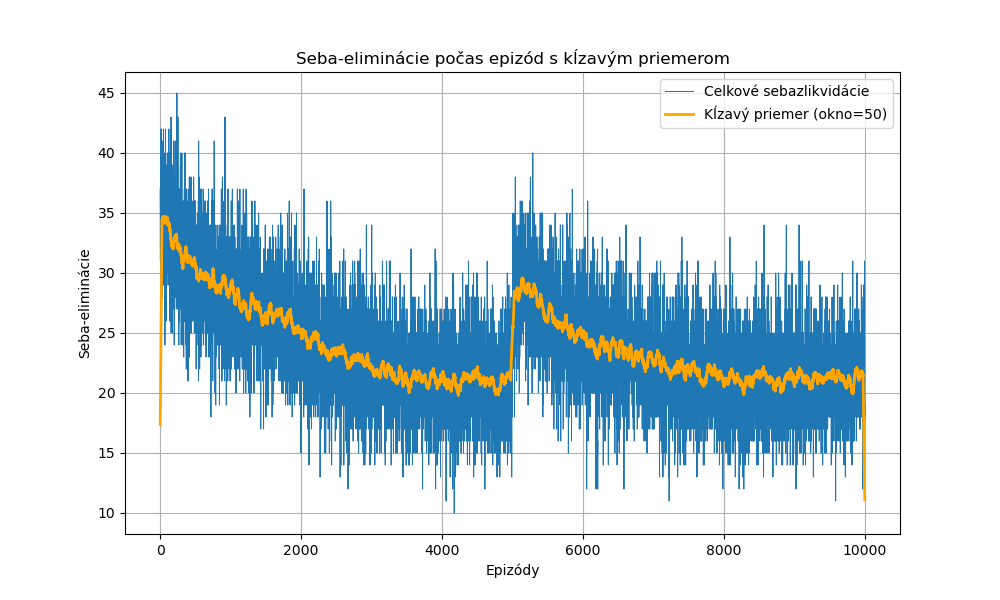 Seba-eliminácie počas epizód s kĺzavým priemerom
Celkové sebazlikvidácie
Kĺzavý priemer (okno=50)
Seba-eliminácie
45
40
35
30
25
20
15
10
0
2000
4000
6000
8000
10000
Epizódy